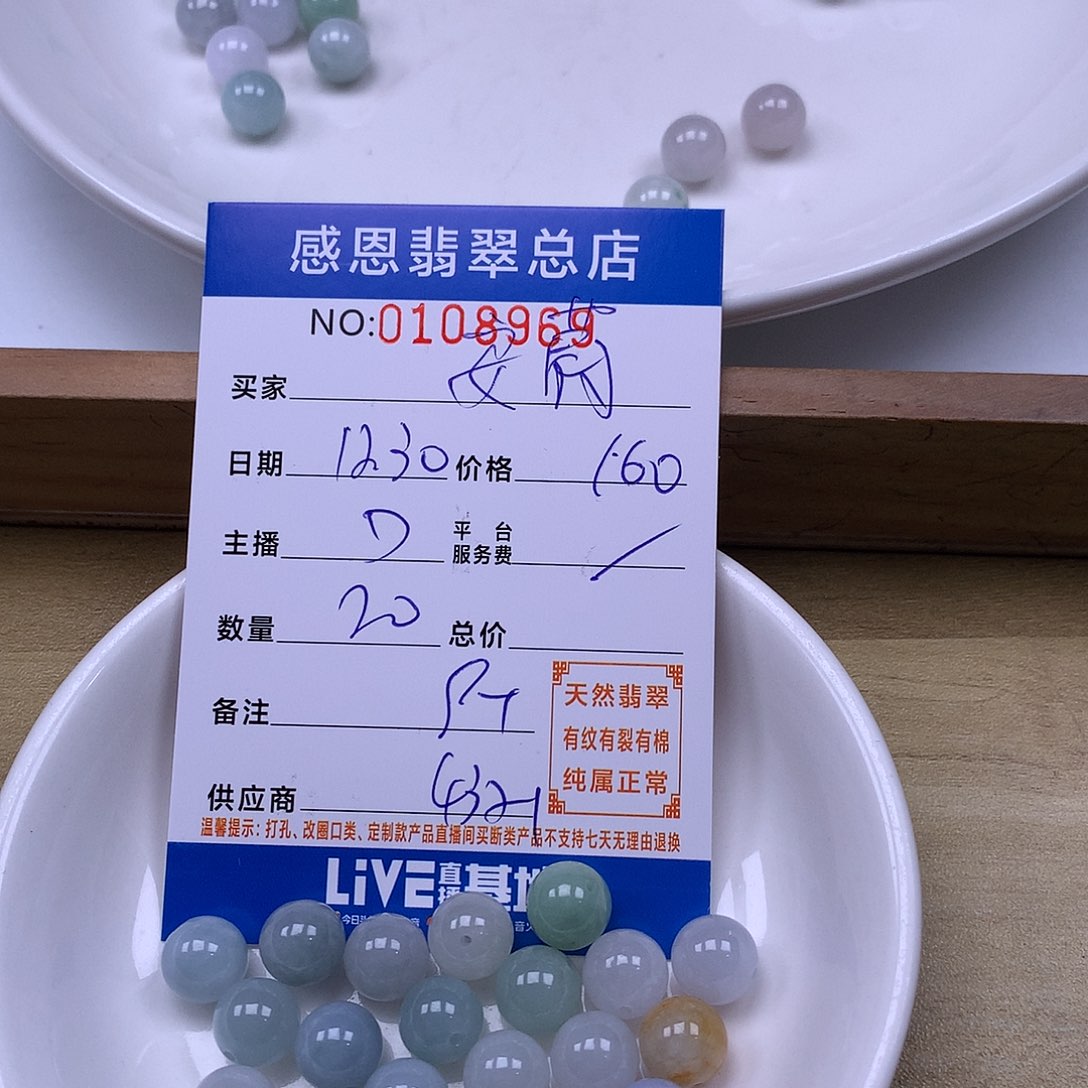 感恩翡翠总店
NO:0108969
买家 安蔺
日期 1230 价格 160
主播 7 平台服务费 /
数量 20 总价
备注
供应商 4321
天然翡翠
有纹有裂有棉
纯属正常
温馨提示：打孔、改圈口类、定制款产品直播间买断类产品不支持七天无理由退换
LiVE直播基地